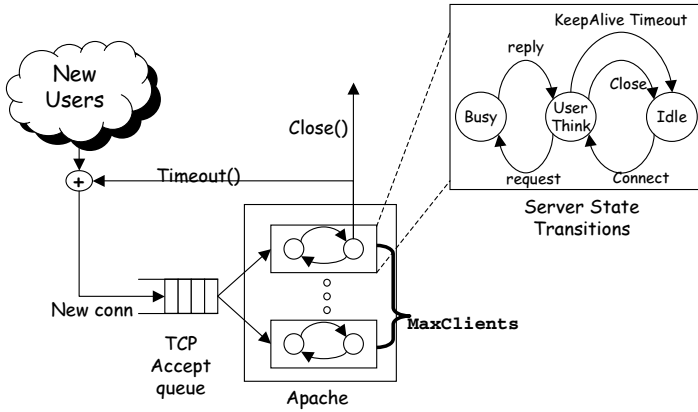 New
Users
+
Timeout()
Close()
New conn
TCP
Accept
queue
Apache
MaxClients
KeepAlive Timeout
reply
Close
Busy
User
Think
Idle
request
Connect
Server State
Transitions